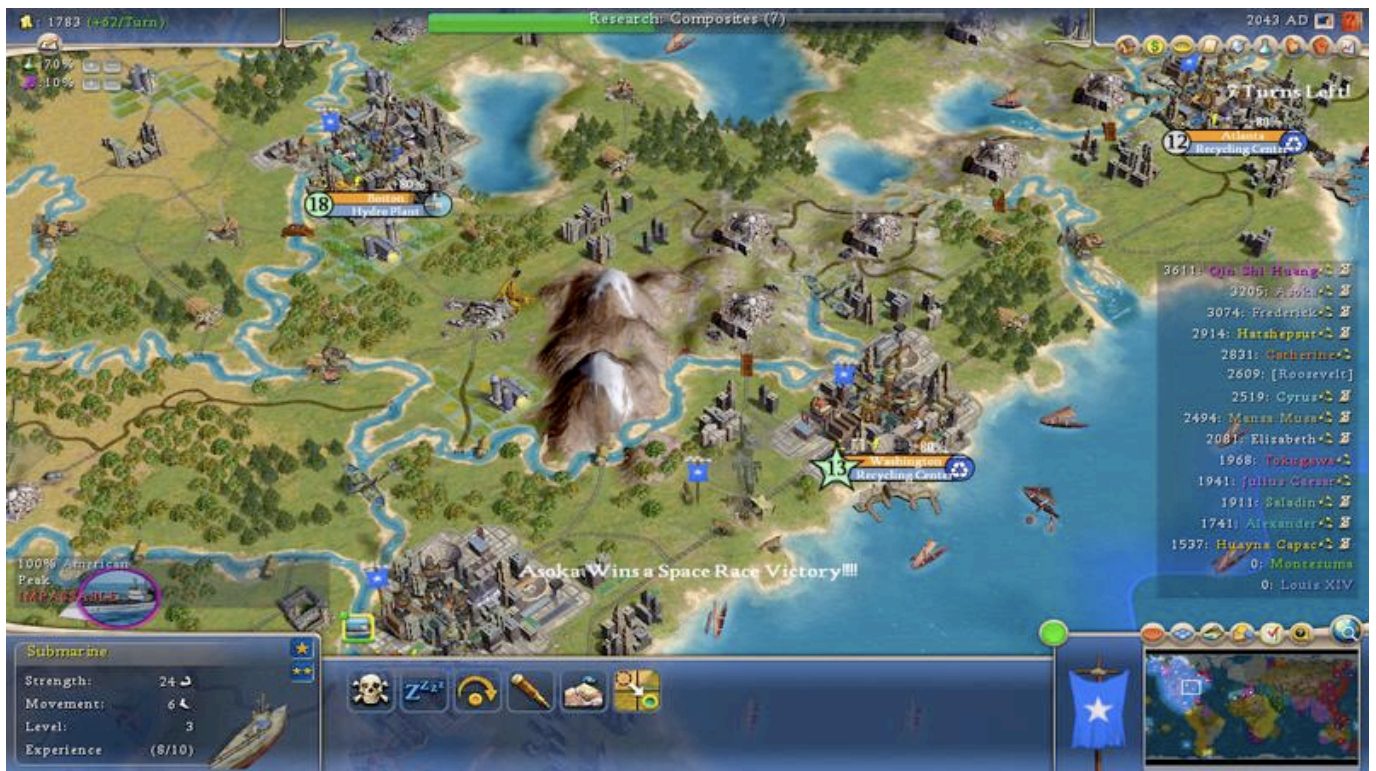 : 1783 (+62/Turn)
Research: Composites (7)
2043 AD
:70%
:10%
7 Turns Left!
80%
12
Atlanta
Recycling Center
80%
18
Boston
Hydro Plant
3611: Qin Shi Huang
3205: Asoka
3074: Frederick
2914: Hatshepsut
2831: Catherine
2609: [Roosevelt]
2519: Cyrus
2494: Mansa Musa
2081: Elizabeth
1968: Tokugawa
1941: Julius Caesar
1911: Saladin
1741: Alexander
1537: Huayna Capac
0: Montezuma
0: Louis XIV
80%
13
Washington
Recycling Center
Asoka Wins a Space Race Victory!!!!
100% American
Peak
IMPASSABLE
Submarine
Strength: 24
Movement: 6
Level: 3
Experience (8/10)
Zzzz